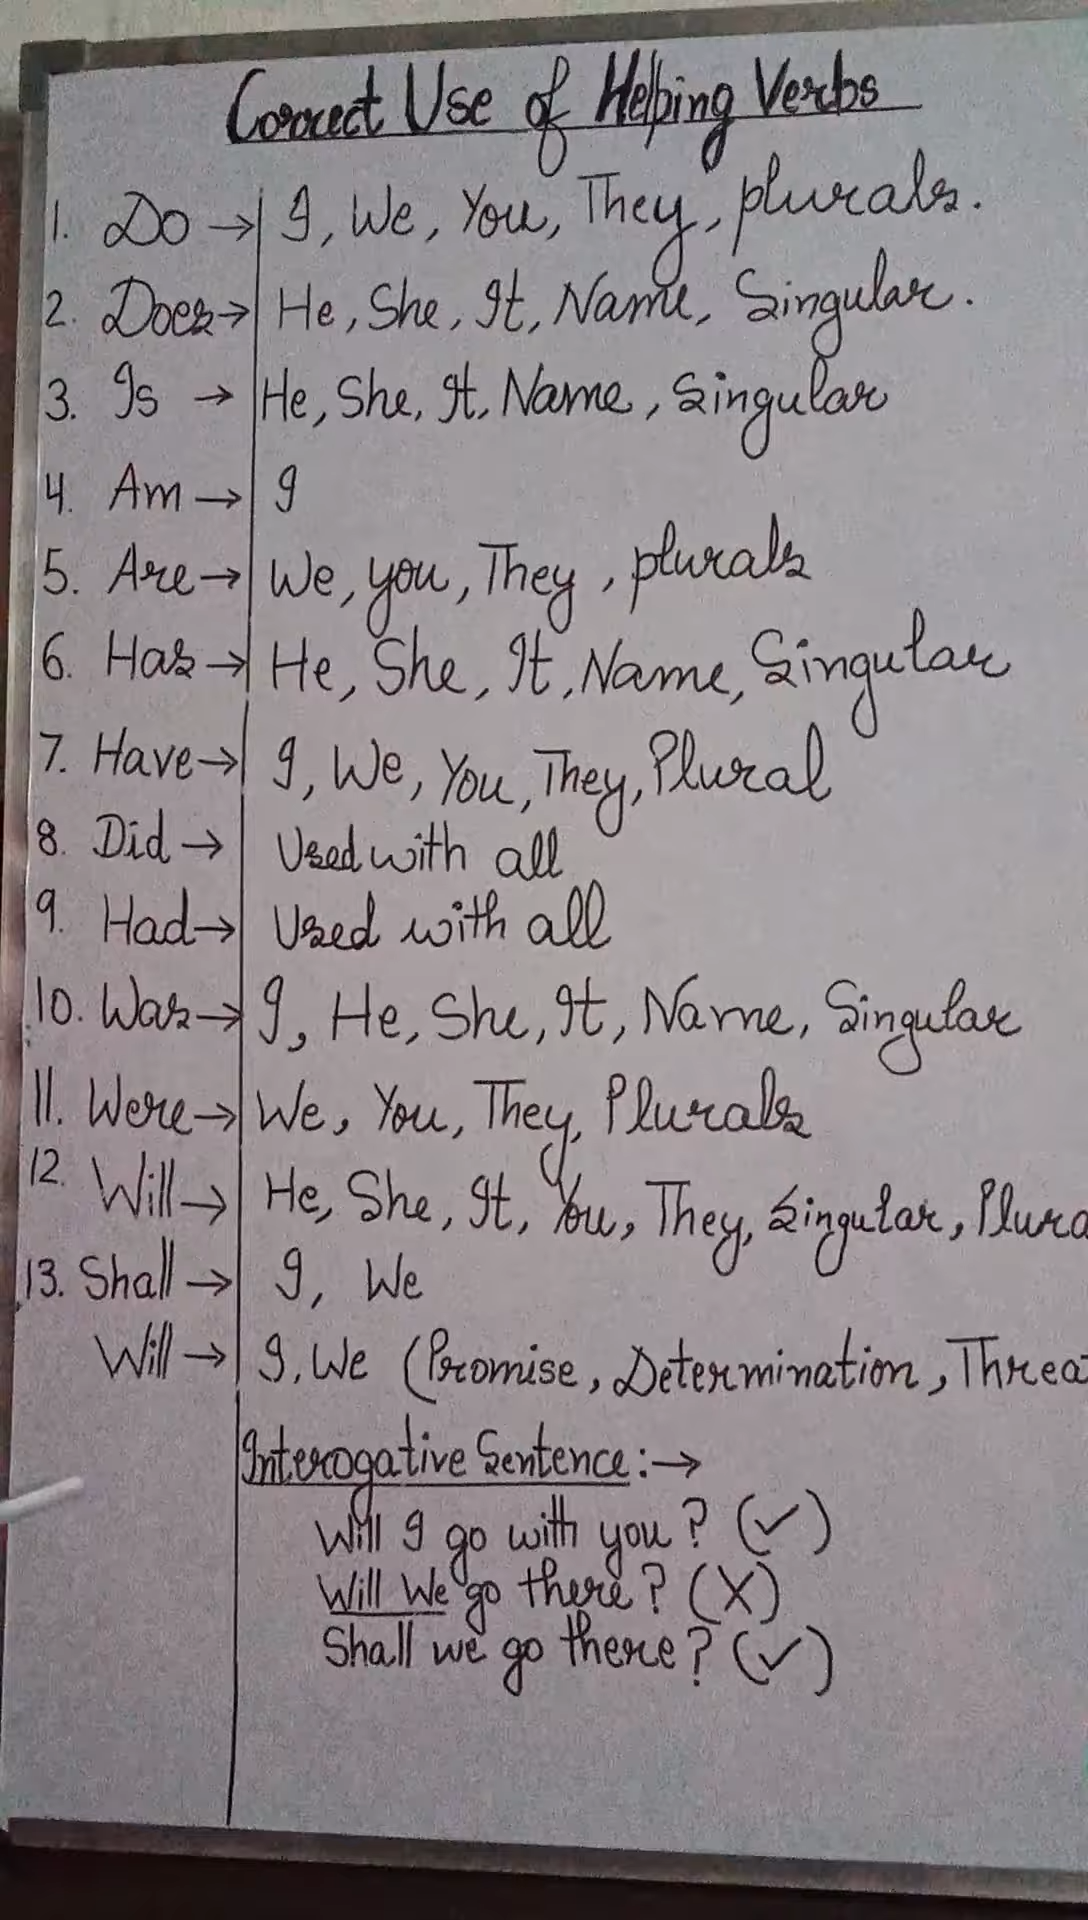 Correct Use of Helping Verbs
1. Do → I, We, You, They, plurals.
2. Does → He, She, It, Name, Singular.
3. Is → He, She, It, Name, Singular
4. Am → I
5. Are → We, you, They, plurals
6. Has → He, She, It, Name, Singular
7. Have → I, We, You, They, Plural
8. Did → Used with all
9. Had → Used with all
10. Was → I, He, She, It, Name, Singular
11. Were → We, You, They, Plurals
12. Will → He, She, It, You, They, Singular, Plura
13. Shall → I, We
Will → I, We (Promise, Determination, Threa
Interogative Sentence :→
Will I go with you? (✓)
Will We go there? (X)
Shall we go there? (✓)